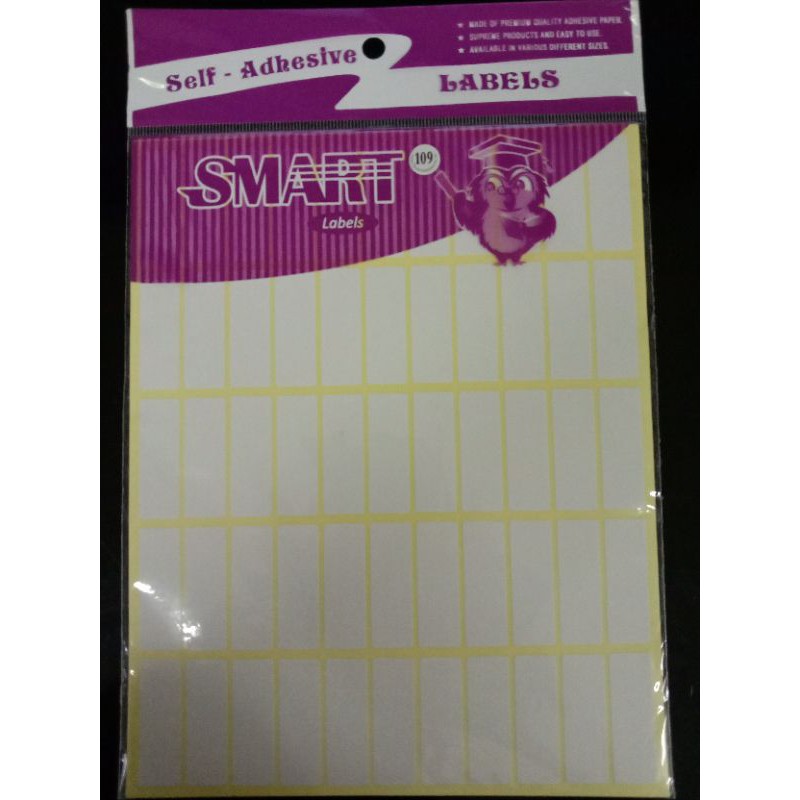 ★ MADE OF PREMIUM QUALITY ADHESIVE PAPER.
★ SUPREME PRODUCTS AND EASY TO USE.
★ AVAILABLE IN VARIOUS DIFFERENT SIZES.
Self - Adhesive
LABELS
SMART
109
Labels